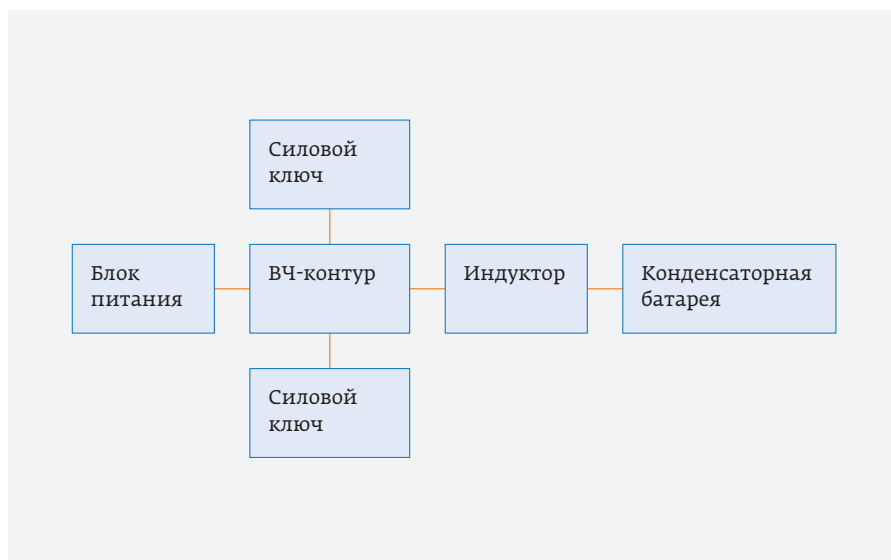 Силовой
ключ
Блок
питания
ВЧ-контур
Индуктор
Конденсаторная
батарея
Силовой
ключ